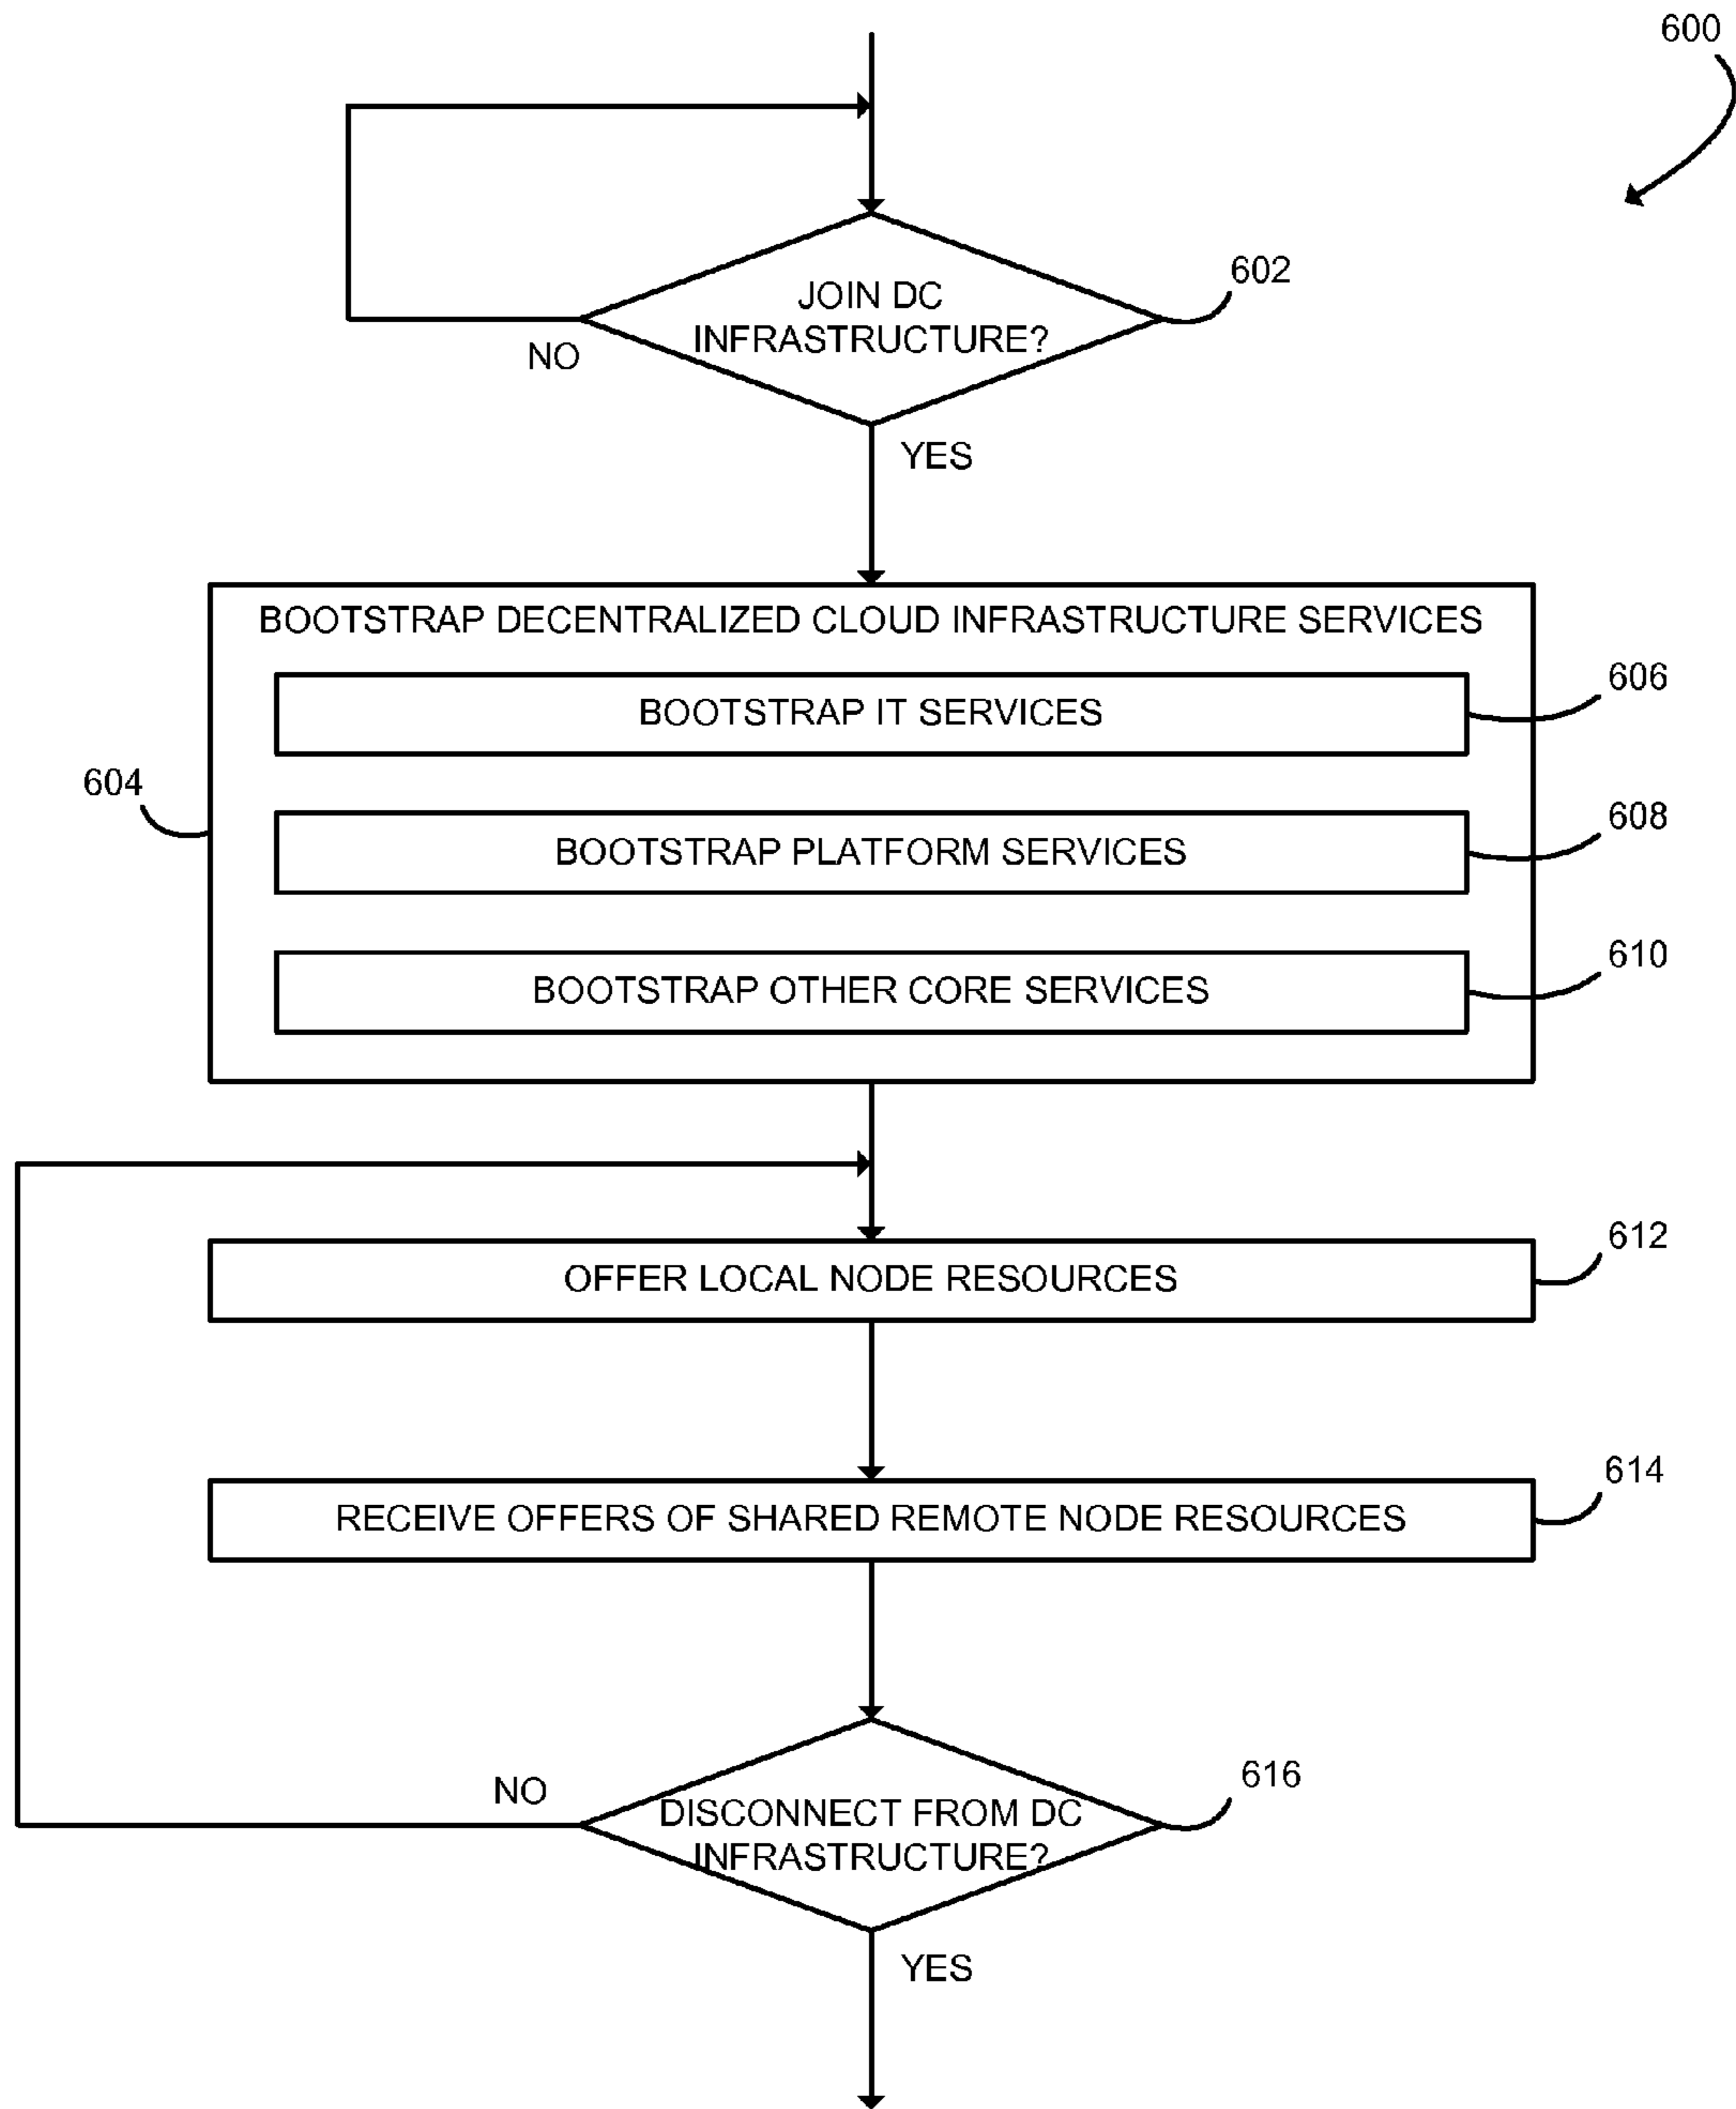 600
602
JOIN DC
INFRASTRUCTURE?
NO
YES
BOOTSTRAP DECENTRALIZED CLOUD INFRASTRUCTURE SERVICES
606
BOOTSTRAP IT SERVICES
604
608
BOOTSTRAP PLATFORM SERVICES
610
BOOTSTRAP OTHER CORE SERVICES
612
OFFER LOCAL NODE RESOURCES
614
RECEIVE OFFERS OF SHARED REMOTE NODE RESOURCES
616
NO
DISCONNECT FROM DC
INFRASTRUCTURE?
YES